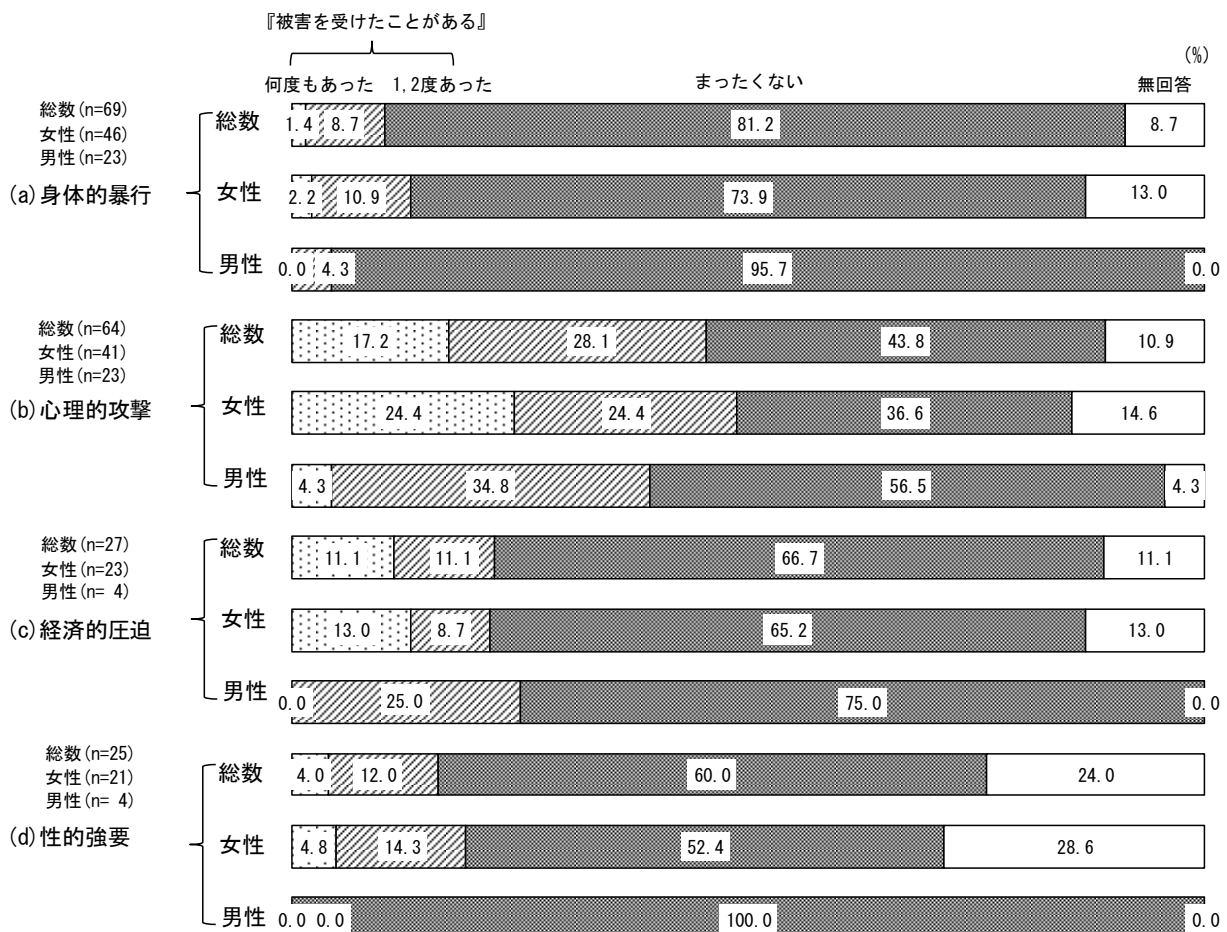 『被害を受けたことがある』
(%)
何度もあった 1,2度あった まったくない 無回答
総数(n=69)
女性(n=46)
男性(n=23)
(a)身体的暴行
総数 1.4 8.7 81.2 8.7
女性 2.2 10.9 73.9 13.0
男性 0.0 4.3 95.7 0.0
総数(n=64)
女性(n=41)
男性(n=23)
(b)心理的攻撃
総数 17.2 28.1 43.8 10.9
女性 24.4 24.4 36.6 14.6
男性 4.3 34.8 56.5 4.3
総数(n=27)
女性(n=23)
男性(n= 4)
(c)経済的圧迫
総数 11.1 11.1 66.7 11.1
女性 13.0 8.7 65.2 13.0
男性 0.0 25.0 75.0 0.0
総数(n=25)
女性(n=21)
男性(n= 4)
(d)性的強要
総数 4.0 12.0 60.0 24.0
女性 4.8 14.3 52.4 28.6
男性 0.0 0.0 100.0 0.0